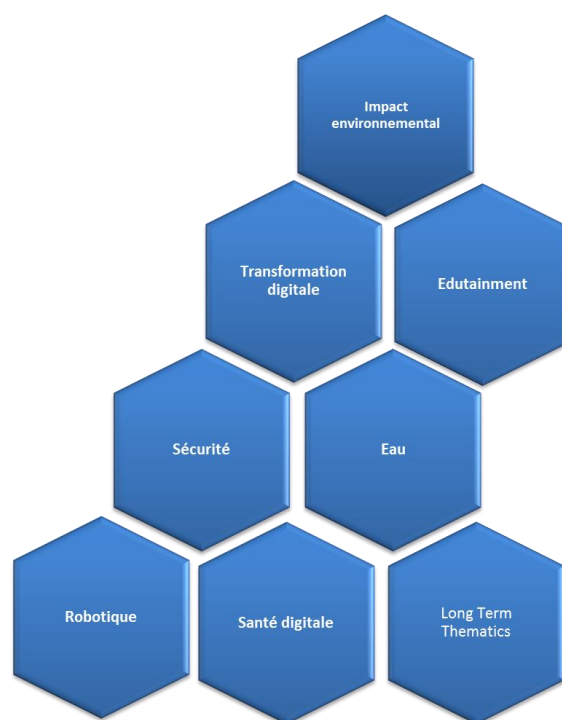 Impact
environnemental
Transformation
digitale
Edutainment
Sécurité
Eau
Robotique
Santé digitale
Long Term
Thematics